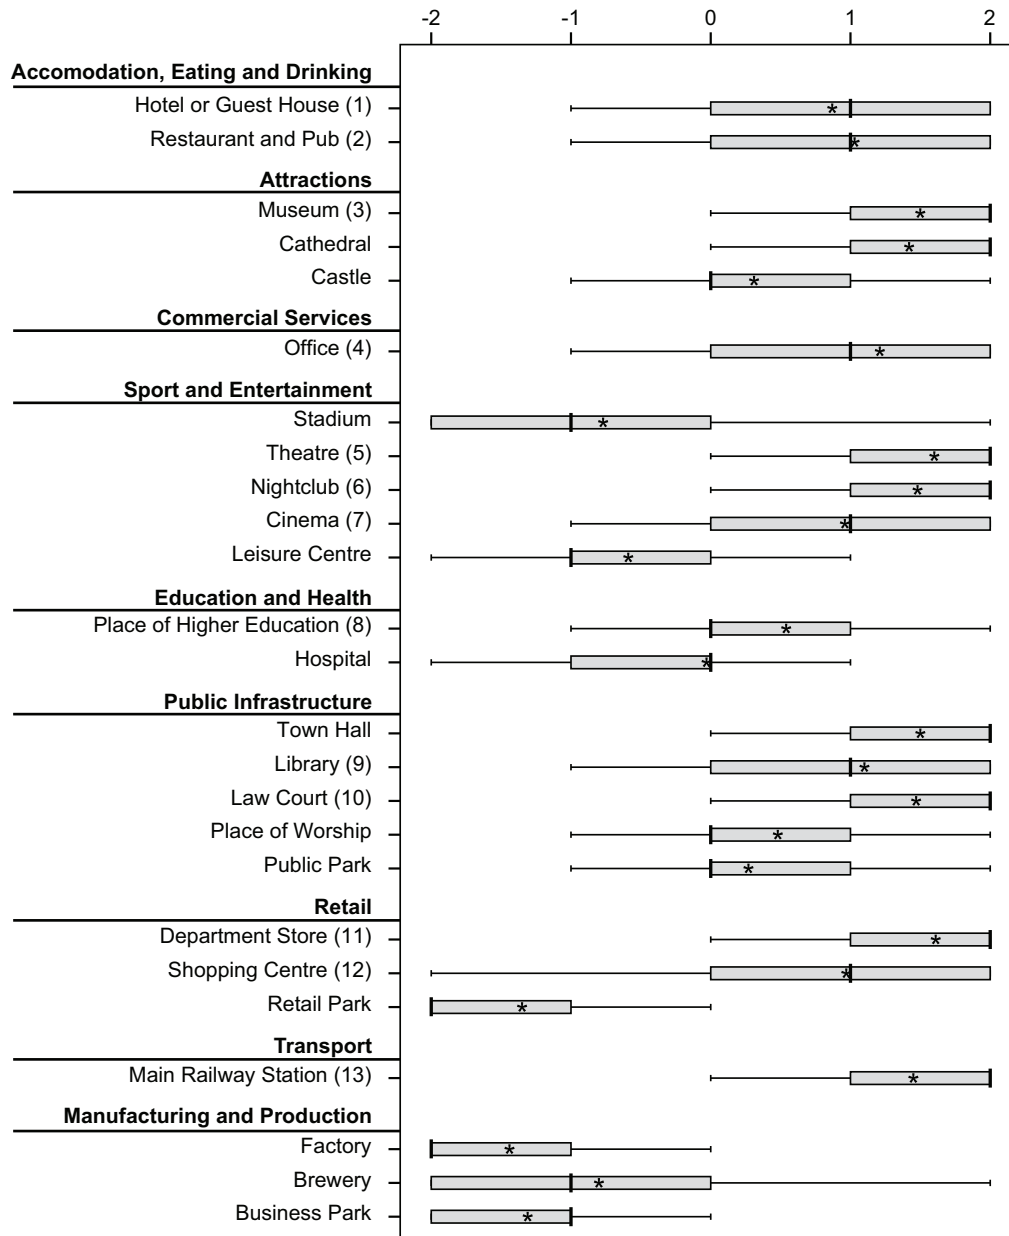 -2 -1 0 1 2
Accomodation, Eating and Drinking
Hotel or Guest House (1)
Restaurant and Pub (2)
Attractions
Museum (3)
Cathedral
Castle
Commercial Services
Office (4)
Sport and Entertainment
Stadium
Theatre (5)
Nightclub (6)
Cinema (7)
Leisure Centre
Education and Health
Place of Higher Education (8)
Hospital
Public Infrastructure
Town Hall
Library (9)
Law Court (10)
Place of Worship
Public Park
Retail
Department Store (11)
Shopping Centre (12)
Retail Park
Transport
Main Railway Station (13)
Manufacturing and Production
Factory
Brewery
Business Park